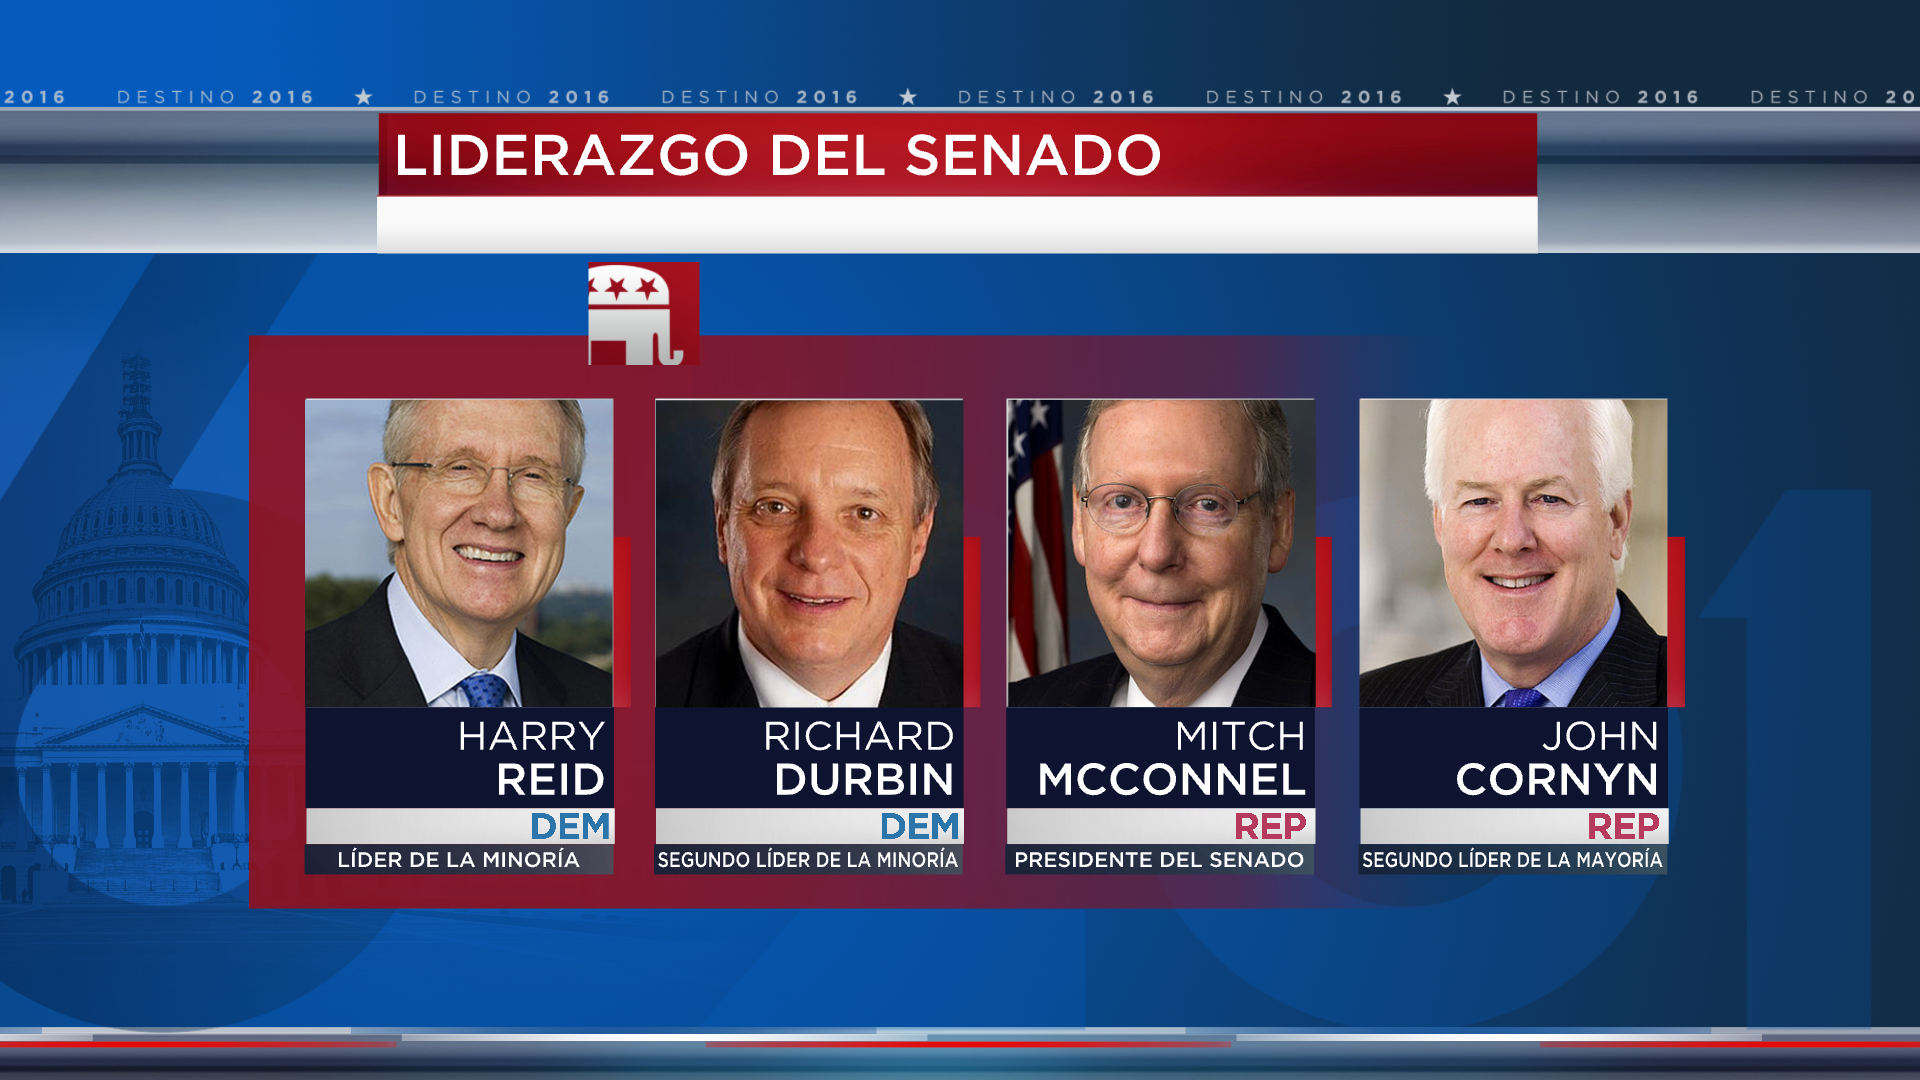 2016 DESTINO 2016 ★ DESTINO 2016 DESTINO 2016 ★ DESTINO 2016 DESTINO 2016 ★ DESTINO 2016 DESTINO 20
LIDERAZGO DEL SENADO
HARRY
REID
DEM
LÍDER DE LA MINORÍA
RICHARD
DURBIN
DEM
SEGUNDO LÍDER DE LA MINORÍA
MITCH
MCCONNEL
REP
PRESIDENTE DEL SENADO
JOHN
CORNYN
REP
SEGUNDO LÍDER DE LA MAYORÍA